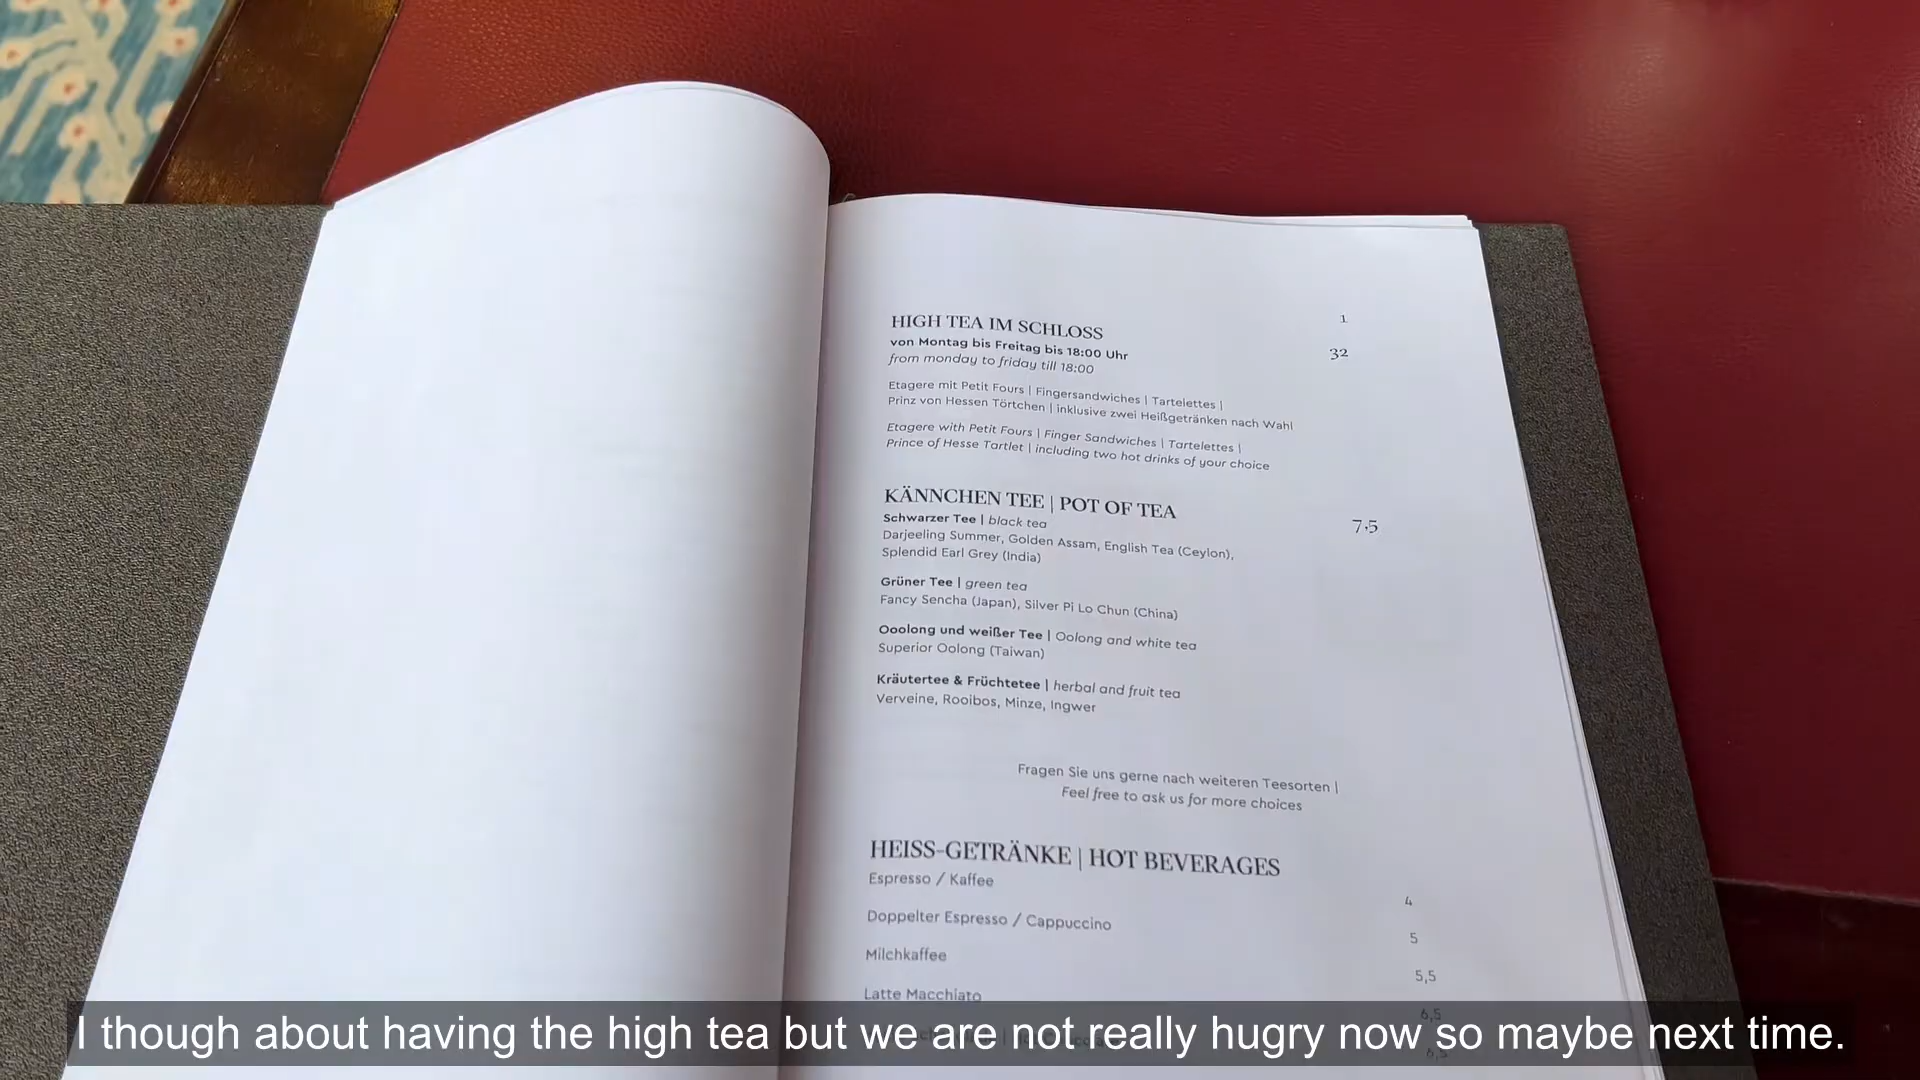 HIGH TEA IM SCHLOSS 1
von Montag bis Freitag bis 18:00 Uhr 32
from monday to friday till 18:00
Etagere mit Petit Fours | Fingersandwiches | Tartelettes |
Prinz von Hessen Törtchen | inklusive zwei Heißgetränken nach Wahl
Etagere with Petit Fours | Finger Sandwiches | Tartelettes |
Prince of Hesse Tartlet | including two hot drinks of your choice
KÄNNCHEN TEE | POT OF TEA 7,5
Schwarzer Tee | black tea
Darjeeling Summer, Golden Assam, English Tea (Ceylon),
Splendid Earl Grey (India)
Grüner Tee | green tea
Fancy Sencha (Japan), Silver Pi Lo Chun (China)
Ooolong und weißer Tee | Oolong and white tea
Superior Oolong (Taiwan)
Kräutertee & Früchtetee | herbal and fruit tea
Verveine, Rooibos, Minze, Ingwer
Fragen Sie uns gerne nach weiteren Teesorten |
Feel free to ask us for more choices
HEISS-GETRÄNKE | HOT BEVERAGES
Espresso / Kaffee 4
Doppelter Espresso / Cappuccino 5
Milchkaffee 5,5
Latte Macchiato 6,5
6,5
I though about having the high tea but we are not really hugry now so maybe next time.